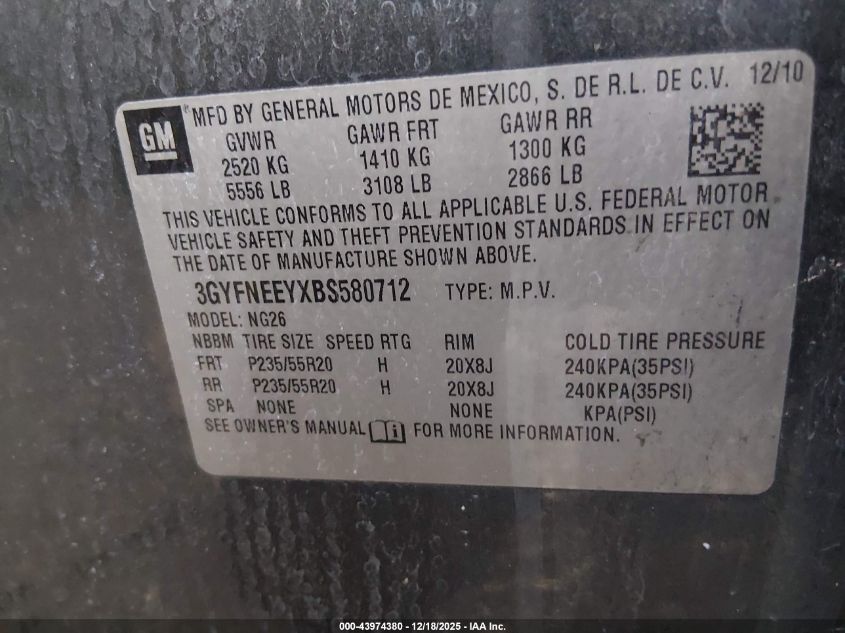 GM ® MFD BY GENERAL MOTORS DE MEXICO, S. DE R.L. DE C.V. 12/10
GVWR GAWR FRT GAWR RR
2520 KG 1410 KG 1300 KG
5556 LB 3108 LB 2866 LB
THIS VEHICLE CONFORMS TO ALL APPLICABLE U.S. FEDERAL MOTOR
VEHICLE SAFETY AND THEFT PREVENTION STANDARDS IN EFFECT ON
THE DATE OF MANUFACTURE SHOWN ABOVE.
3GYFNEEYXBS580712 TYPE: M.P.V.
MODEL: NG26
NBBM TIRE SIZE SPEED RTG RIM COLD TIRE PRESSURE
FRT P235/55R20 H 20X8J 240KPA(35PSI)
RR P235/55R20 H 20X8J 240KPA(35PSI)
SPA NONE NONE KPA(PSI)
SEE OWNER'S MANUAL i FOR MORE INFORMATION.
000-43974380 - 12/18/2025 - IAA Inc.